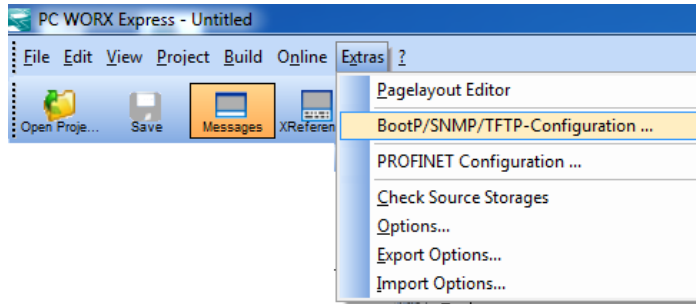 PC WORX Express - Untitled
File Edit View Project Build Online Extras ?
Open Proje... Save Messages XReferen
Pagelayout Editor
BootP/SNMP/TFTP-Configuration ...
PROFINET Configuration ...
Check Source Storages
Options...
Export Options...
Import Options...